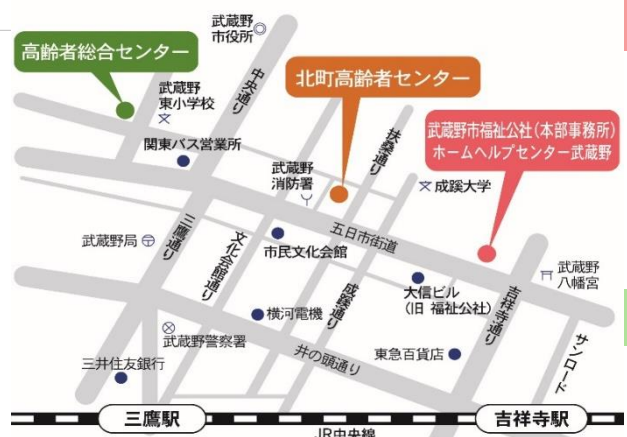 武蔵野
市役所
高齢者総合センター
中央通り
北町高齢者センター
武蔵野
東小学校
扶桑通り
武蔵野市福祉公社(本部事務所)
ホームヘルプセンター武蔵野
関東バス営業所
武蔵野
消防署
成蹊大学
三鷹通り
文化会館通り
五日市街道
武蔵野局
市民文化会館
成蹊通り
吉祥寺通り
武蔵野
八幡宮
大信ビル
(旧 福祉公社)
横河電機
サンロード
武蔵野警察署
井の頭通り
東急百貨店
三井住友銀行
三鷹駅
吉祥寺駅
JR中央線